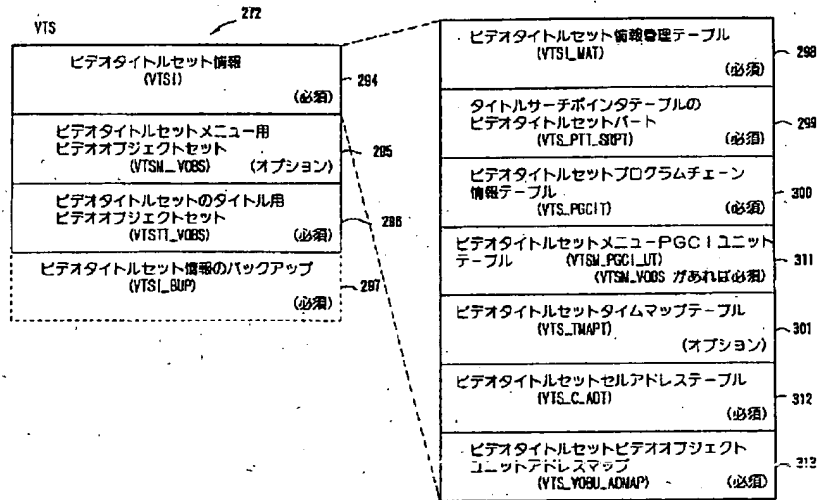 VTS
272
ビデオタイトルセット情報
(VTSI)
(必須)
294
ビデオタイトルセットメニュー用
ビデオオブジェクトセット
(VTSM_VOBS) (オプション)
295
ビデオタイトルセットのタイトル用
ビデオオブジェクトセット
(VTSTT_VOBS) (必須)
296
ビデオタイトルセット情報のバックアップ
(VTSI_BUP)
(必須)
297
ビデオタイトルセット情報管理テーブル
(VTSI_MAT)
(必須)
298
タイトルサーチポインタテーブルの
ビデオタイトルセットパート
(VTS_PTT_SRPT) (必須)
299
ビデオタイトルセットプログラムチェーン
情報テーブル
(VTS_PGCIT) (必須)
300
ビデオタイトルセットメニューPGCIユニット
テーブル (VTSM_PGCI_UT)
(VTSM_VOBS があれば必須)
311
ビデオタイトルセットタイムマップテーブル
(VTS_TMAPT)
(オプション)
301
ビデオタイトルセットセルアドレステーブル
(VTS_C_ADT)
(必須)
312
ビデオタイトルセットビデオオブジェクト
ユニットアドレスマップ
(VTS_VOBU_ADMAP) (必須)
313